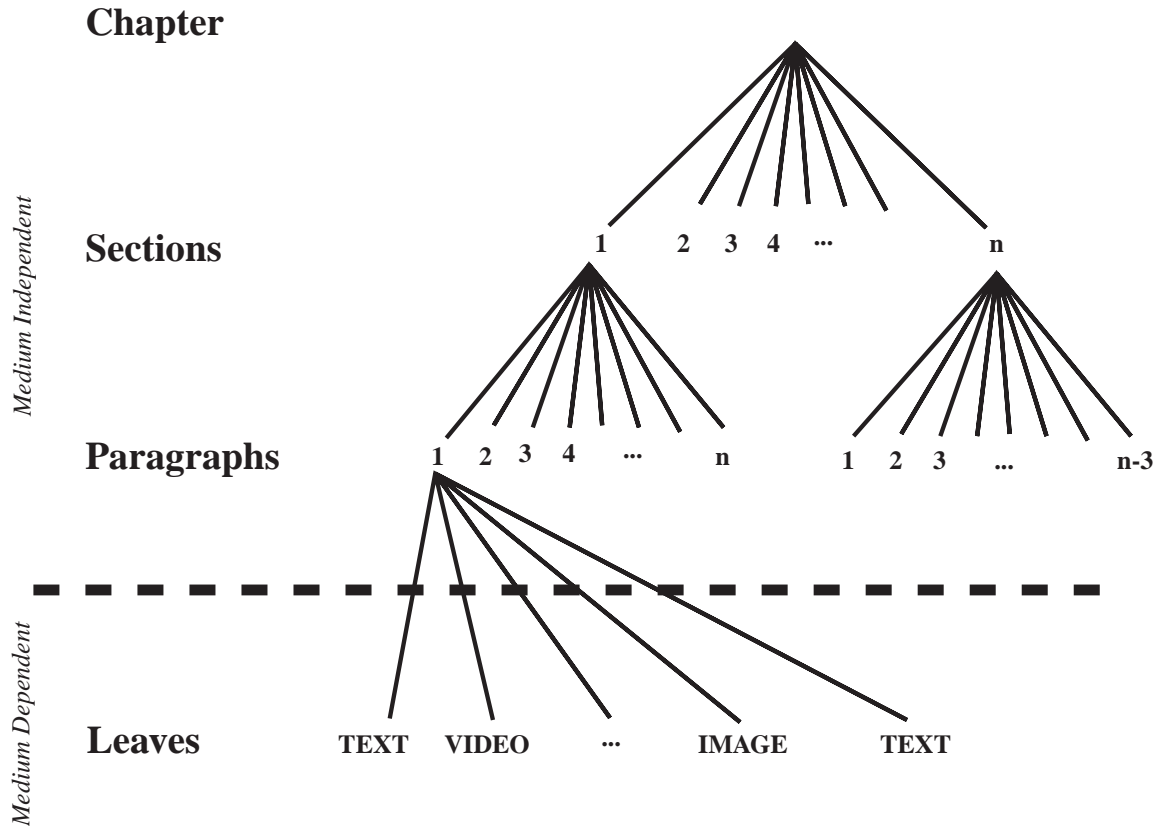 Chapter
Medium Independent
Sections
1 2 3 4 ... n
Paragraphs
1 2 3 4 ... n 1 2 3 ... n-3
Medium Dependent
Leaves
TEXT VIDEO ... IMAGE TEXT